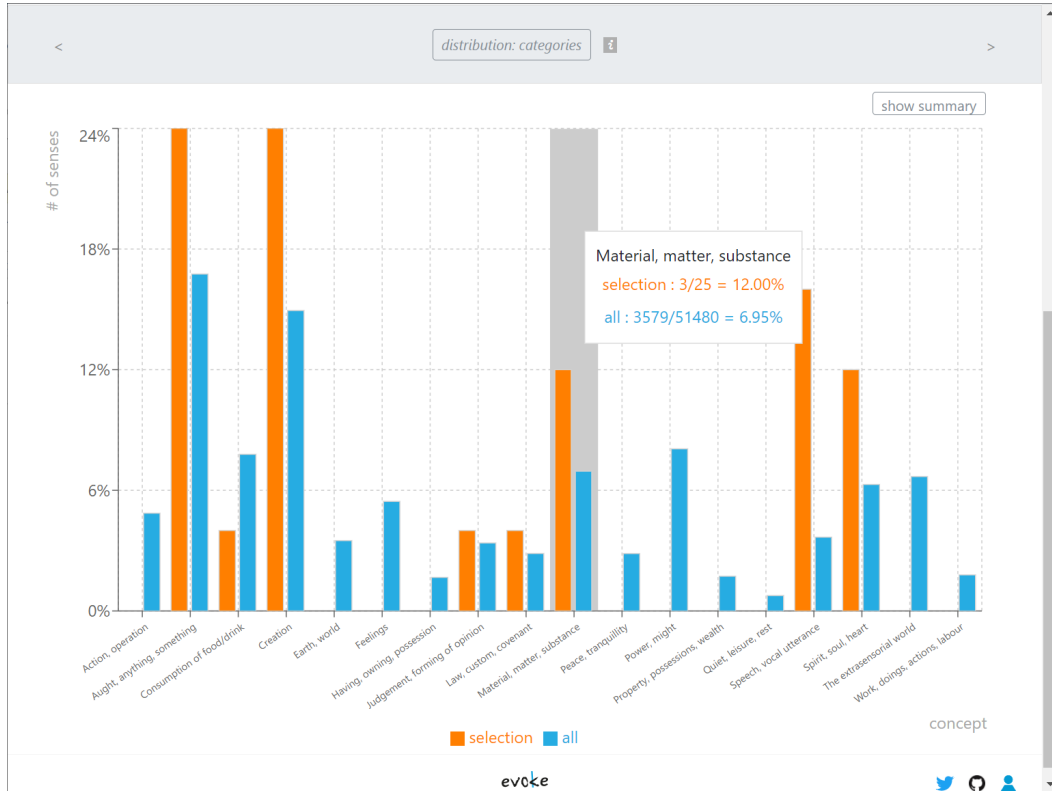 <
distribution: categories
i
>
show summary
# of senses
24%
18%
12%
6%
0%
Material, matter, substance
selection : 3/25 = 12.00%
all : 3579/51480 = 6.95%
Action, operation
Aught, anything, something
Consumption of food/drink
Creation
Earth, world
Feelings
Having, owning, possession
Judgement, forming of opinion
Law, custom, covenant
Material, matter, substance
Peace, tranquillity
Power, might
Property, possessions, wealth
Quiet, leisure, rest
Speech, vocal utterance
Spirit, soul, heart
The extrasensorial world
Work, doings, actions, labour
concept
selection
all
evoke